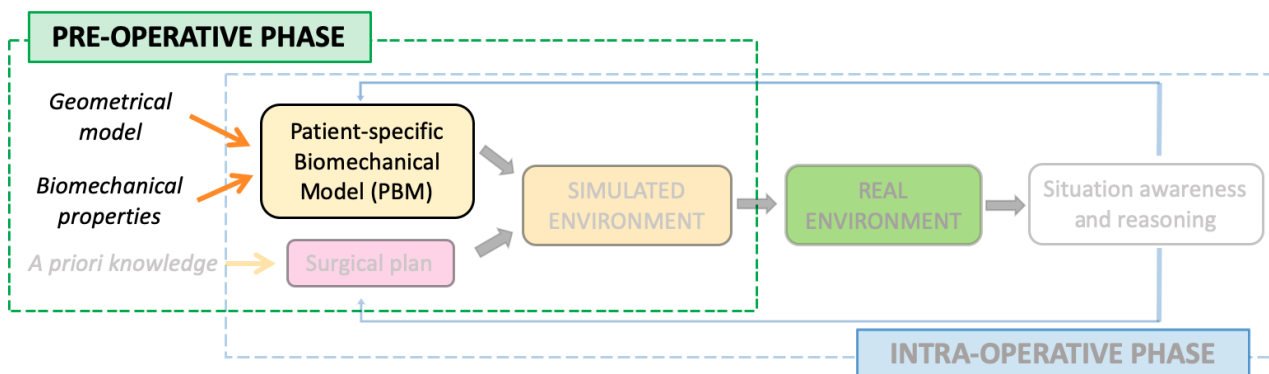 PRE-OPERATIVE PHASE
Geometrical
model
Biomechanical
properties
A priori knowledge
Patient-specific
Biomechanical
Model (PBM)
Surgical plan
SIMULATED
ENVIRONMENT
REAL
ENVIRONMENT
Situation awareness
and reasoning
INTRA-OPERATIVE PHASE